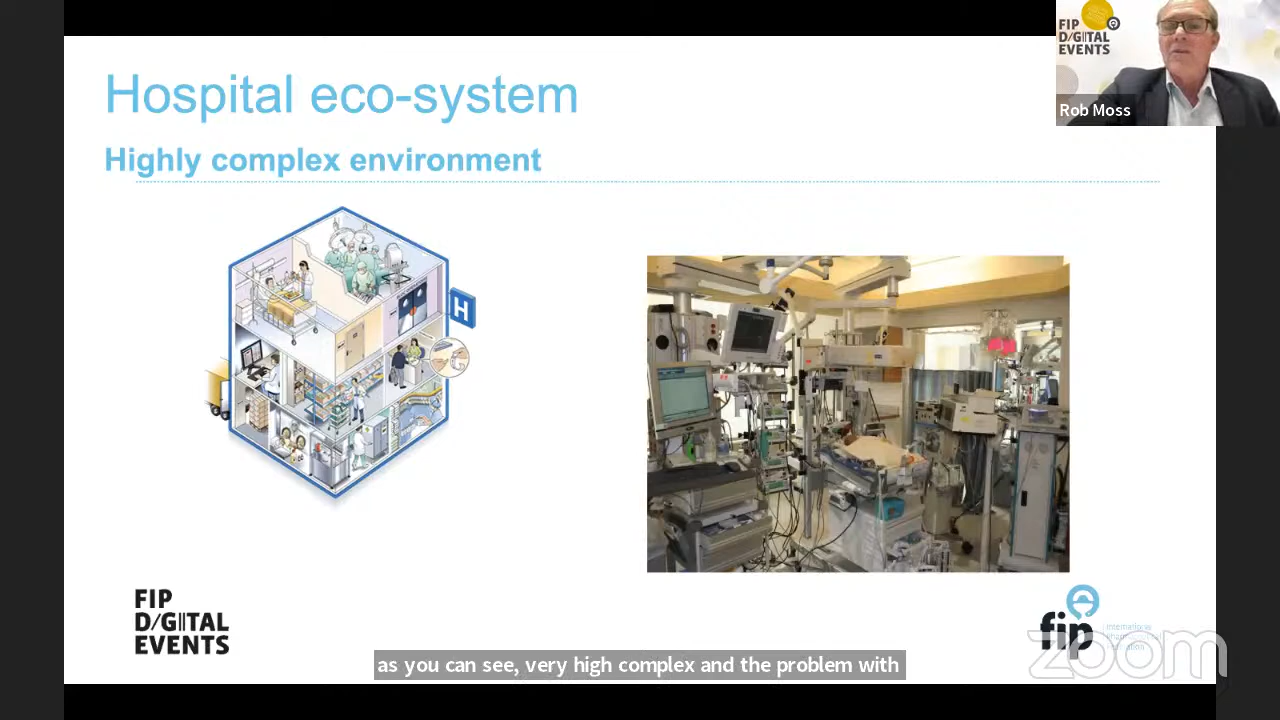 Hospital eco-system
Highly complex environment
FIP
D/G/TAL
EVENTS
Rob Moss
H
FIP
D/G/TAL
EVENTS
fip
International
Pharmaceutical
Federation
zoom
as you can see, very high complex and the problem with